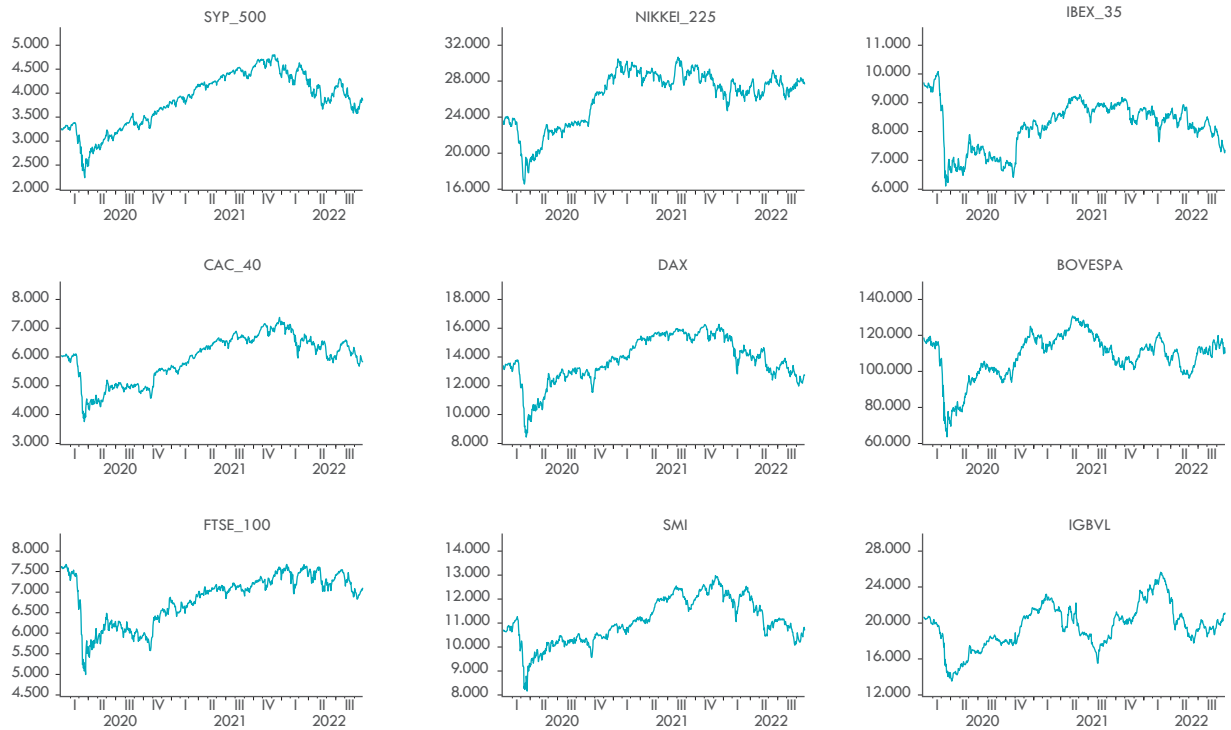 SYP_500
5.000
4.500
4.000
3.500
3.000
2.500
2.000
I II III IV I II III IV I II III
2020 2021 2022
NIKKEI_225
32.000
28.000
24.000
20.000
16.000
I II III IV I II III IV I II III
2020 2021 2022
IBEX_35
11.000
10.000
9.000
8.000
7.000
6.000
I II III IV I II III IV I II III
2020 2021 2022
CAC_40
8.000
7.000
6.000
5.000
4.000
3.000
I II III IV I II III IV I II III
2020 2021 2022
DAX
18.000
16.000
14.000
12.000
10.000
8.000
I II III IV I II III IV I II III
2020 2021 2022
BOVESPA
140.000
120.000
100.000
80.000
60.000
I II III IV I II III IV I II III
2020 2021 2022
FTSE_100
8.000
7.500
7.000
6.500
6.000
5.500
5.000
4.500
I II III IV I II III IV I II III
2020 2021 2022
SMI
14.000
13.000
12.000
11.000
10.000
9.000
8.000
I II III IV I II III IV I II III
2020 2021 2022
IGBVL
28.000
24.000
20.000
16.000
12.000
I II III IV I II III IV I II III
2020 2021 2022